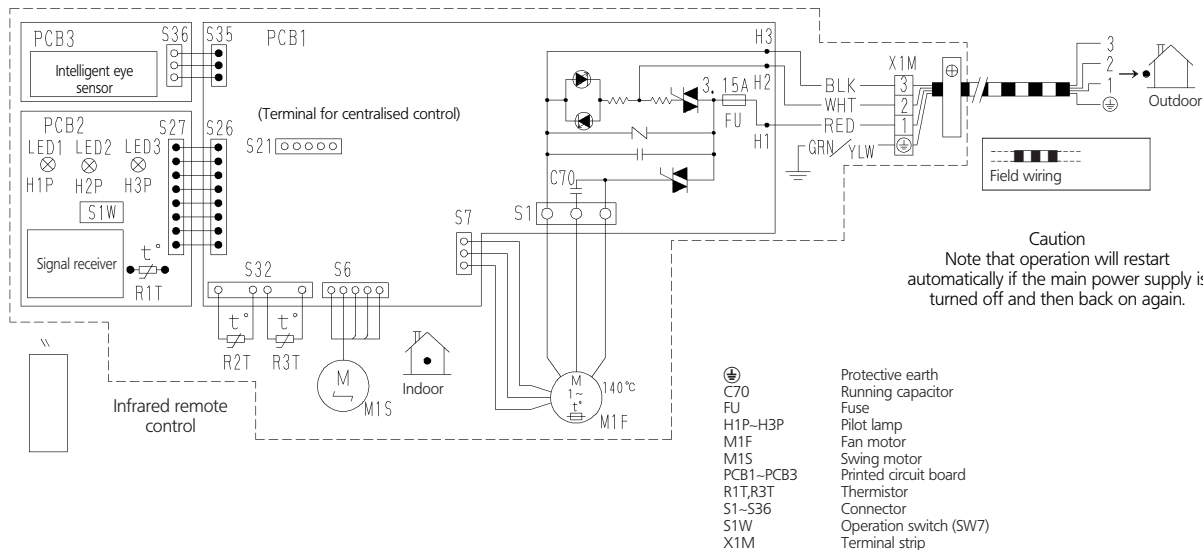 PCB3
S36
S35
PCB1
Intelligent eye
sensor
(Terminal for centralised control)
PCB2
S27
S26
LED1 LED2 LED3
H1P H2P H3P
S21
S1W
Signal receiver
t°
R1T
S32
S6
S7
t° t°
R2T R3T
M
M1S
Indoor
Infrared remote
control
H3
H2
3. 15A
FU
H1
C70
S1
M
1~
t°
140°C
M1F
X1M
BLK 3
WHT 2
RED 1
GRN/YLW
3
2
1
Outdoor
Field wiring
Caution
Note that operation will restart
automatically if the main power supply is
turned off and then back on again.
Protective earth
C70 Running capacitor
FU Fuse
H1P~H3P Pilot lamp
M1F Fan motor
M1S Swing motor
PCB1~PCB3 Printed circuit board
R1T,R3T Thermistor
S1~S36 Connector
S1W Operation switch (SW7)
X1M Terminal strip